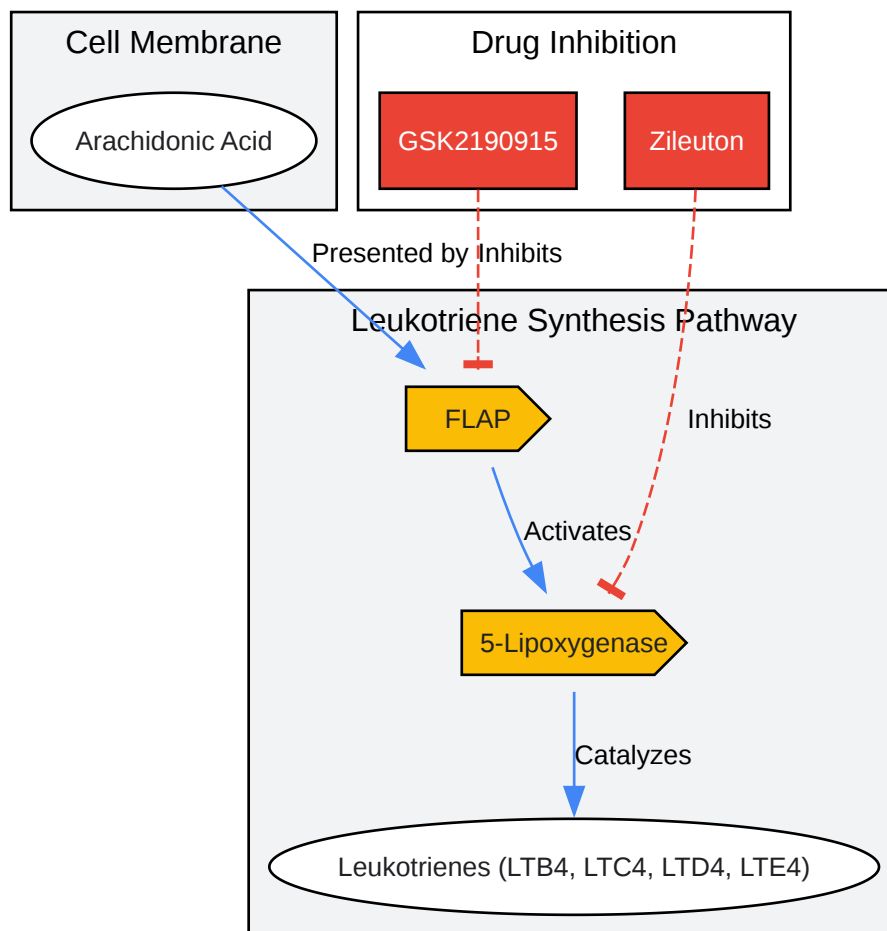 Cell Membrane
Drug Inhibition
Arachidonic Acid
GSK2190915
Zileuton
Presented by
Inhibits
Leukotriene Synthesis Pathway
FLAP
Inhibits
Activates
5-Lipoxygenase
Catalyzes
Leukotrienes (LTB4, LTC4, LTD4, LTE4)